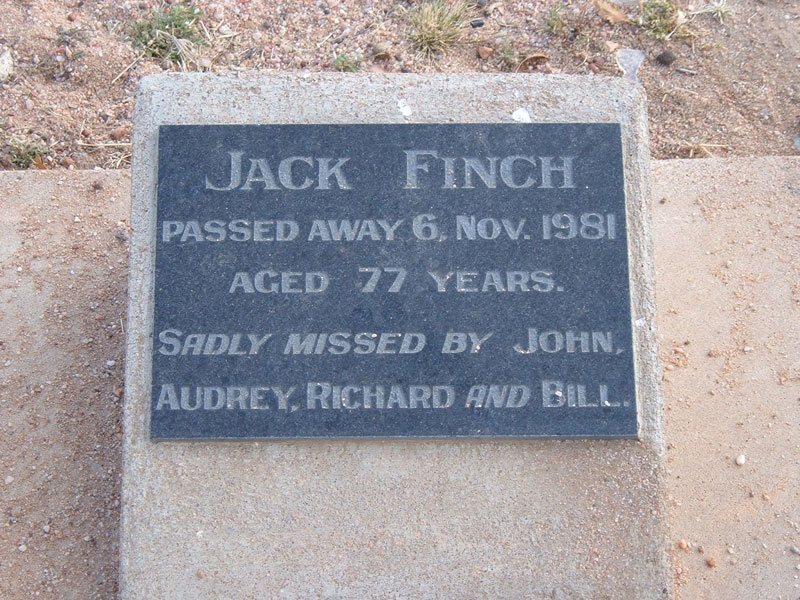 JACK FINCH
PASSED AWAY 6. NOV. 1981
AGED 77 YEARS.
SADLY MISSED BY JOHN,
AUDREY, RICHARD AND BILL.